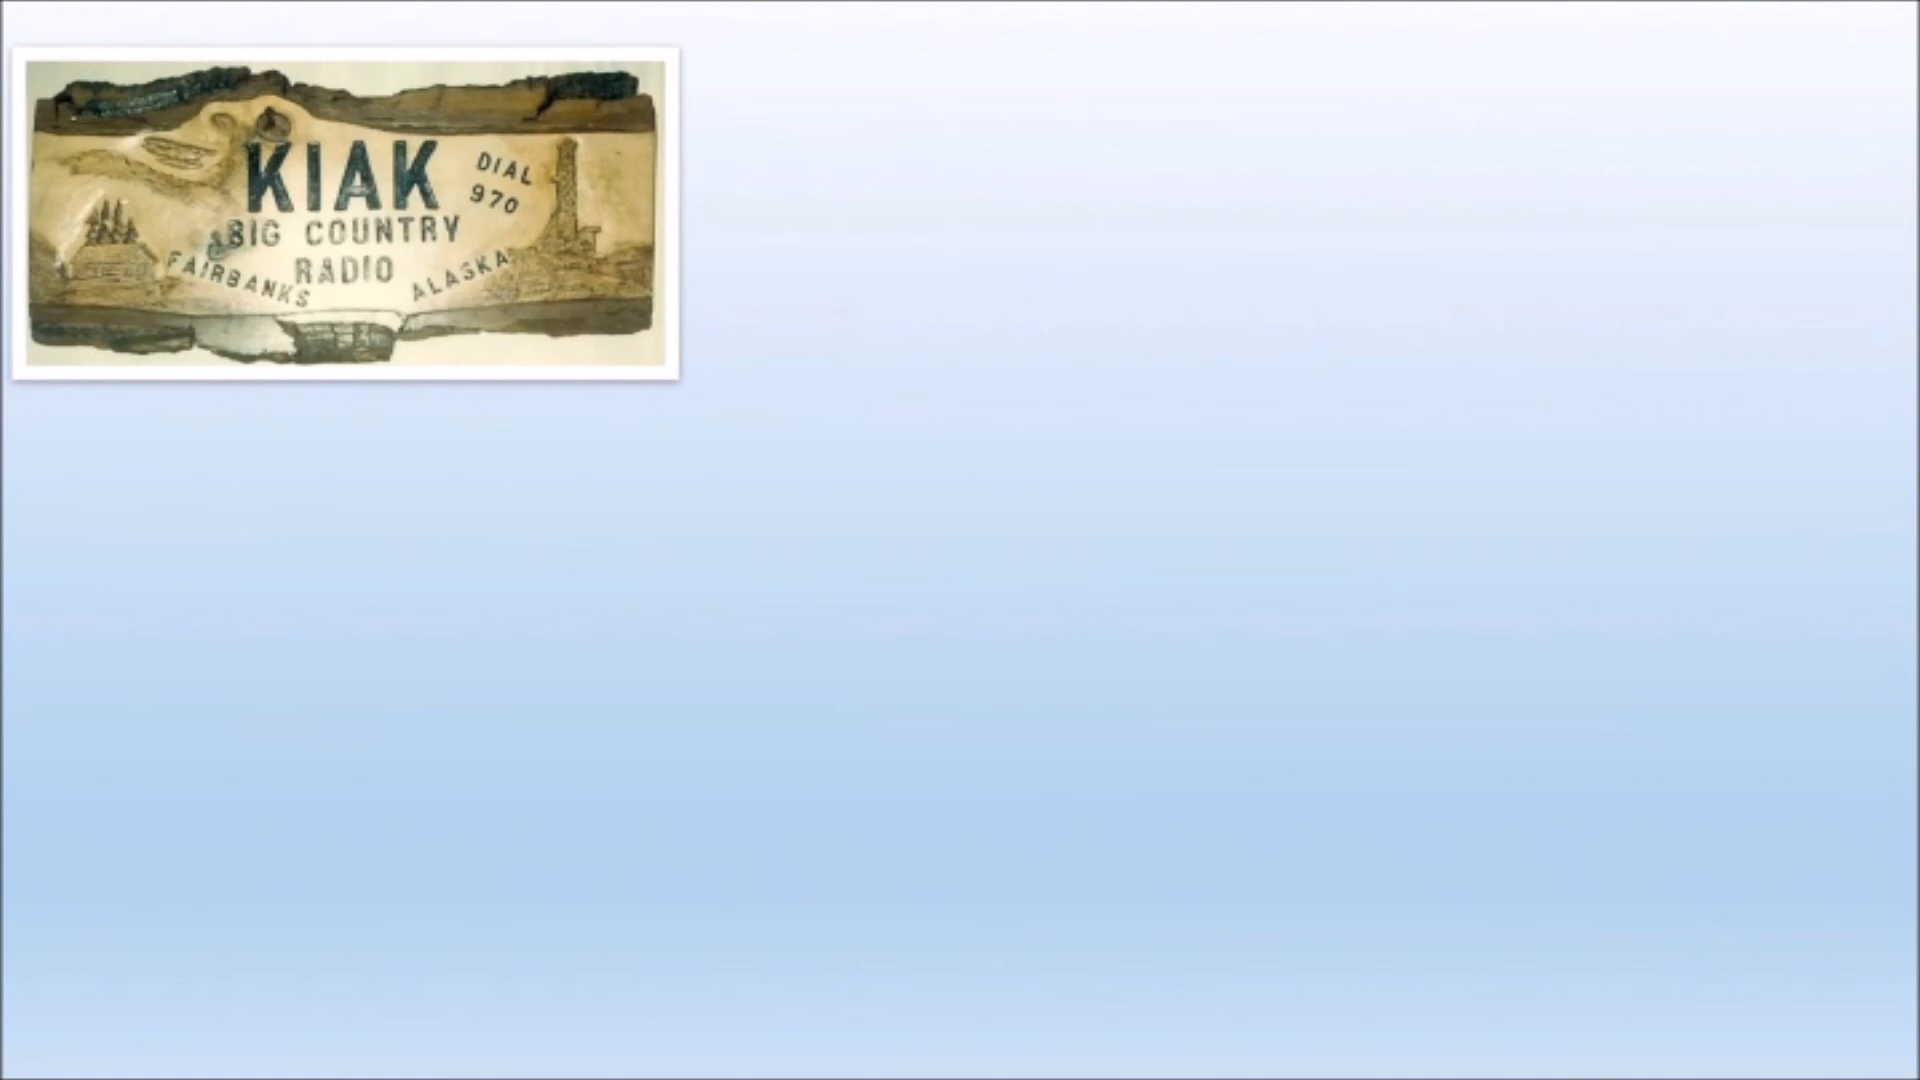 KIAK
DIAL
970
BIG COUNTRY
RADIO
FAIRBANKS
ALASKA